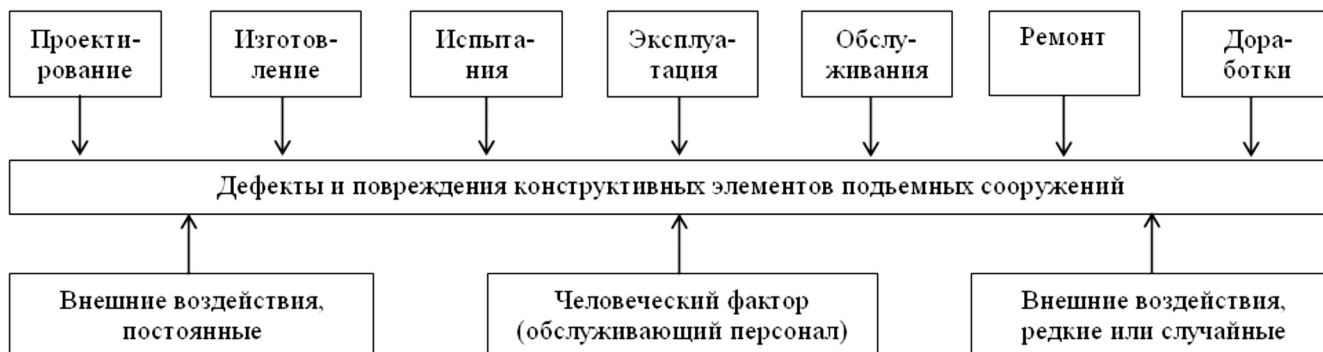 Проекти-
рование
Изготов-
ление
Испыта-
ния
Эксплуа-
тация
Обслу-
живания
Ремонт
Дора-
ботки
Дефекты и повреждения конструктивных элементов подьемных сооружений
Внешние воздействия,
постоянные
Человеческий фактор
(обслуживающий персонал)
Внешние воздействия,
редкие или случайные